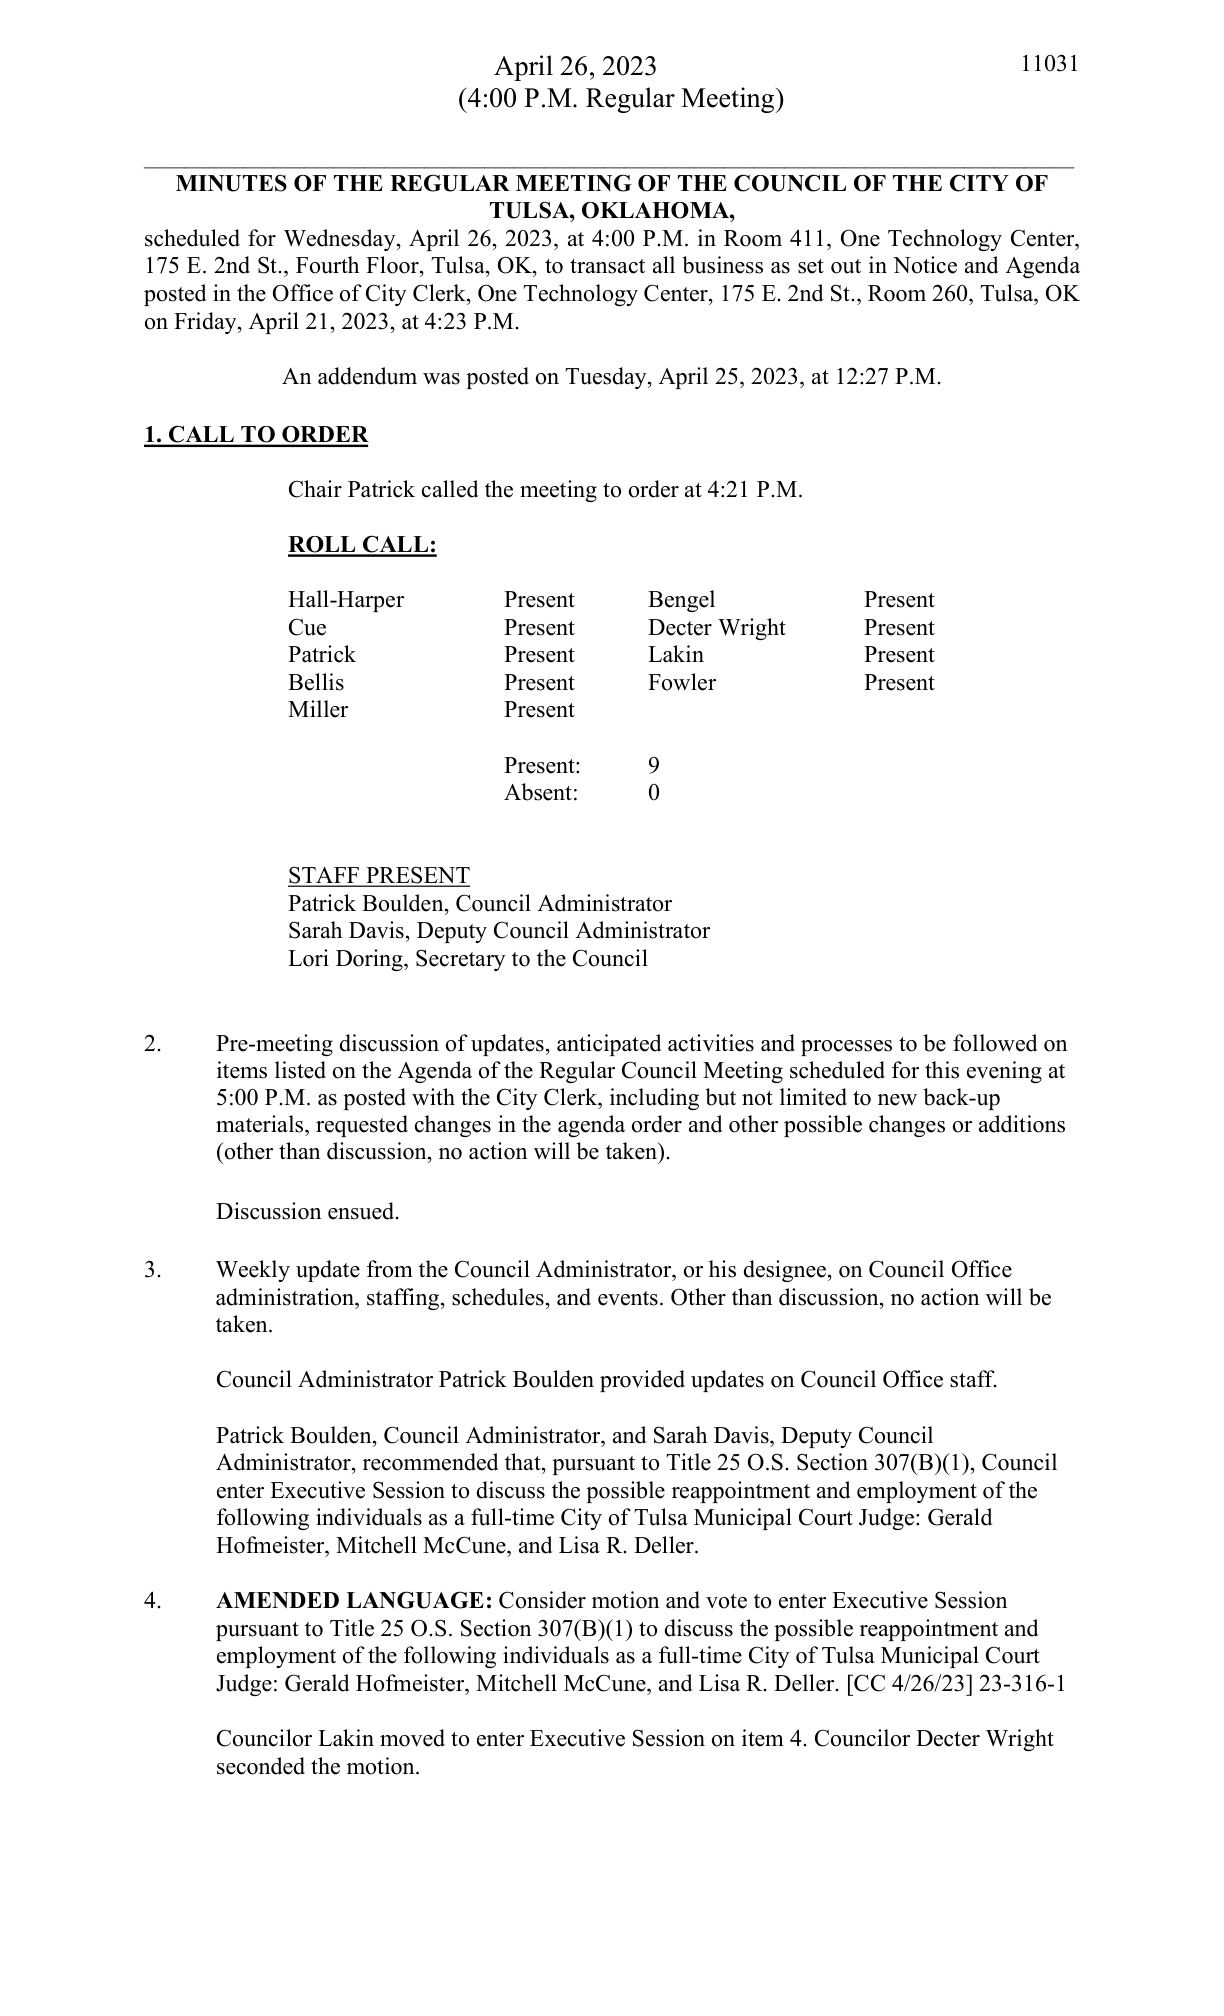 April 26, 2023
11031
(4:00 P.M. Regular Meeting)
MINUTES OF THE REGULAR MEETING OF THE COUNCIL OF THE CITY OF
TULSA, OKLAHOMA,
scheduled for Wednesday, April 26, 2023, at 4:00 P.M. in Room 411, One Technology Center,
175 E. 2nd St., Fourth Floor, Tulsa, OK, to transact all business as set out in Notice and Agenda
posted in the Office of City Clerk, One Technology Center, 175 E. 2nd St., Room 260, Tulsa, OK
on Friday, April 21, 2023, at 4:23 P.M.
An addendum was posted on Tuesday, April 25, 2023, at 12:27 P.M.
1. CALL TO ORDER
Chair Patrick called the meeting to order at 4:21 P.M.
ROLL CALL:
Hall-Harper Present Bengel Present
Cue Present Decter Wright Present
Patrick Present Lakin Present
Bellis Present Fowler Present
Miller Present
Present: 9
Absent: 0
STAFF PRESENT
Patrick Boulden, Council Administrator
Sarah Davis, Deputy Council Administrator
Lori Doring, Secretary to the Council
2. Pre-meeting discussion of updates, anticipated activities and processes to be followed on
items listed on the Agenda of the Regular Council Meeting scheduled for this evening at
5:00 P.M. as posted with the City Clerk, including but not limited to new back-up
materials, requested changes in the agenda order and other possible changes or additions
(other than discussion, no action will be taken).
Discussion ensued.
3. Weekly update from the Council Administrator, or his designee, on Council Office
administration, staffing, schedules, and events. Other than discussion, no action will be
taken.
Council Administrator Patrick Boulden provided updates on Council Office staff.
Patrick Boulden, Council Administrator, and Sarah Davis, Deputy Council
Administrator, recommended that, pursuant to Title 25 O.S. Section 307(B)(1), Council
enter Executive Session to discuss the possible reappointment and employment of the
following individuals as a full-time City of Tulsa Municipal Court Judge: Gerald
Hofmeister, Mitchell McCune, and Lisa R. Deller.
4. AMENDED LANGUAGE: Consider motion and vote to enter Executive Session
pursuant to Title 25 O.S. Section 307(B)(1) to discuss the possible reappointment and
employment of the following individuals as a full-time City of Tulsa Municipal Court
Judge: Gerald Hofmeister, Mitchell McCune, and Lisa R. Deller. [CC 4/26/23] 23-316-1
Councilor Lakin moved to enter Executive Session on item 4. Councilor Decter Wright
seconded the motion.